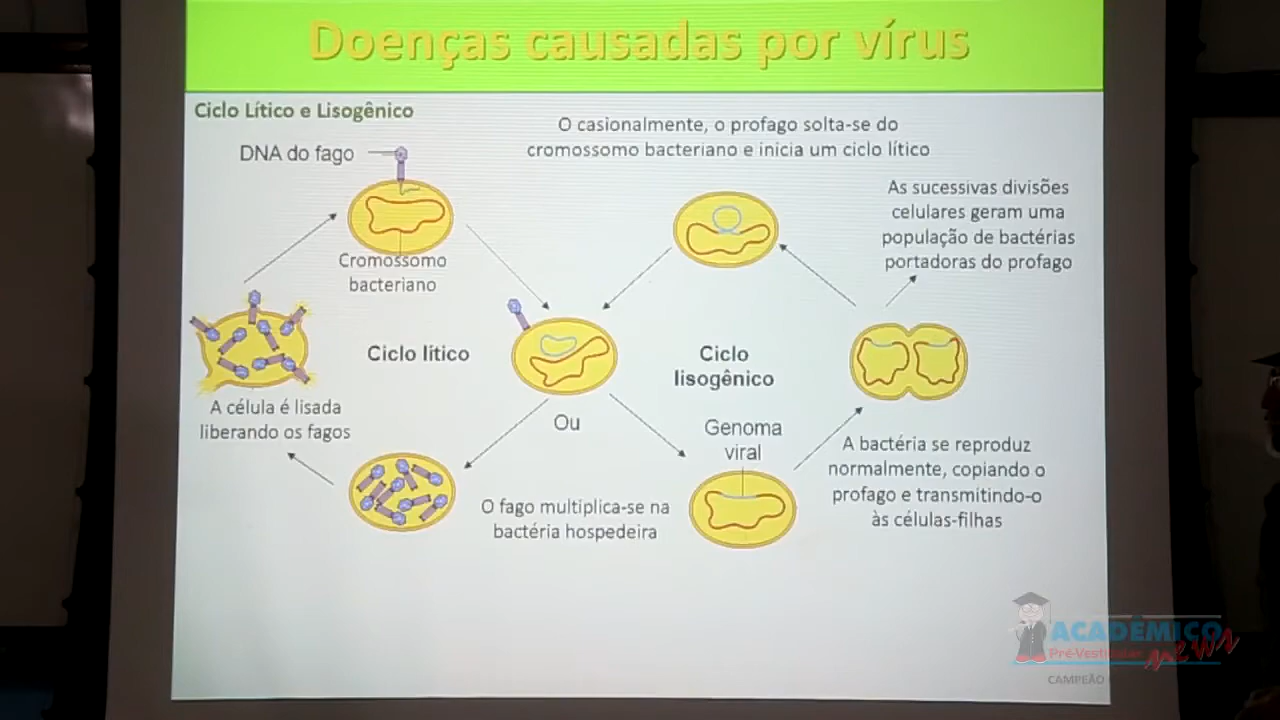 Doenças causadas por vírus
Ciclo Lítico e Lisogênico
DNA do fago
Cromossomo
bacteriano
O casionalmente, o profago solta-se do
cromossomo bacteriano e inicia um ciclo lítico
As sucessivas divisões
celulares geram uma
população de bactérias
portadoras do profago
Ciclo lítico
Ciclo
lisogênico
A célula é lisada
liberando os fagos
Ou
Genoma
viral
O fago multiplica-se na
bactéria hospedeira
A bactéria se reproduz
normalmente, copiando o
profago e transmitindo-o
às células-filhas
ACADÊMICO
Pré-Vestibular news
CAMPEÃO